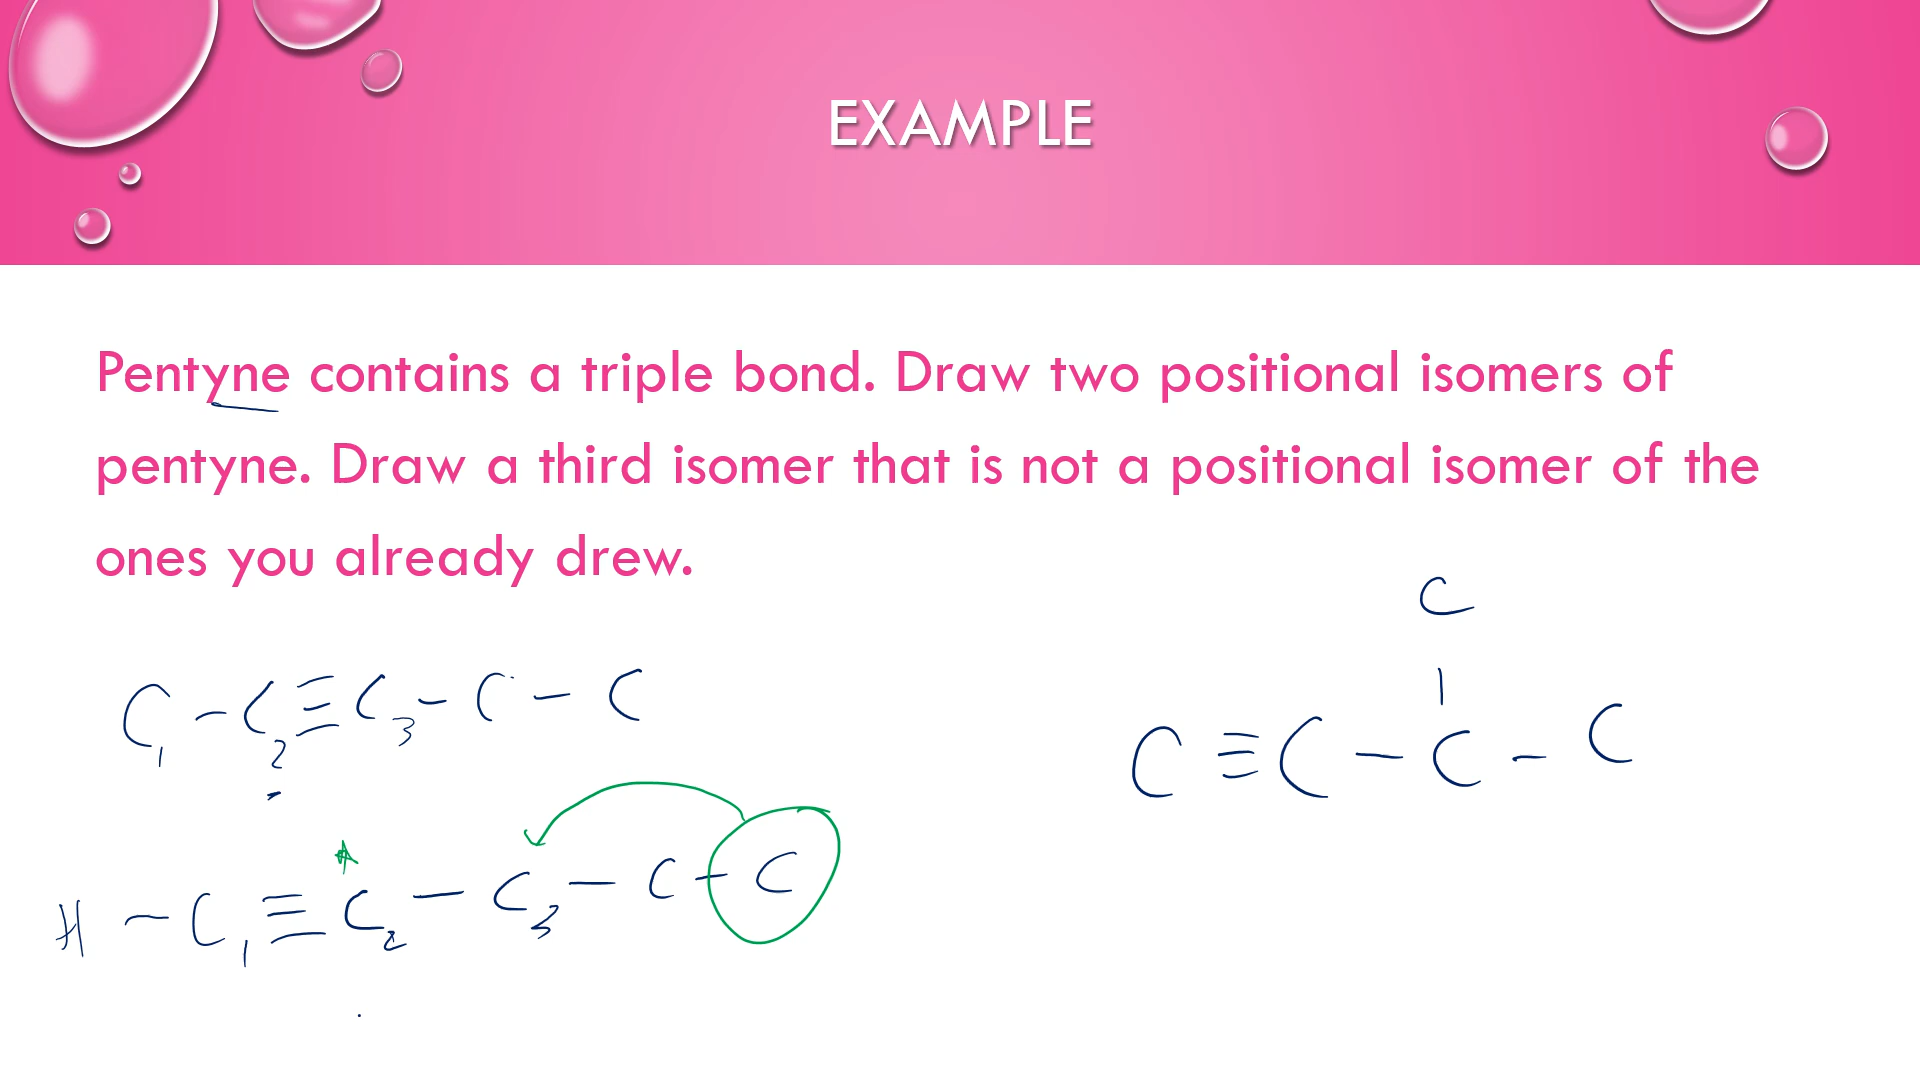 EXAMPLE
Pentyne contains a triple bond. Draw two positional isomers of
pentyne. Draw a third isomer that is not a positional isomer of the
ones you already drew.
C
C₁ - C₂ ≡ C₃ - C - C
C ≡ C - C - C
H - C₁ ≡ C₂ - C₃ - C - C